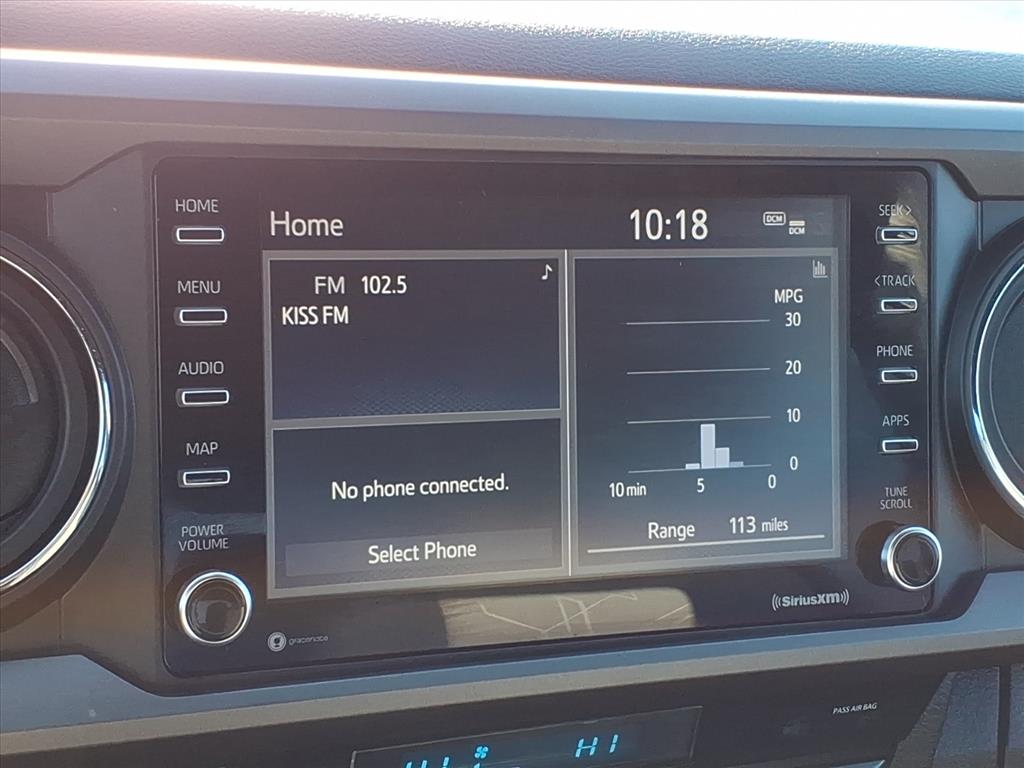 HOME
MENU
AUDIO
MAP
POWER
VOLUME
Home
10:18
DCM
DCM
FM 102.5
KISS FM
No phone connected.
Select Phone
MPG
30
20
10
0
10 min 5 0
Range 113 miles
SEEK>
<TRACK
PHONE
APPS
TUNE
SCROLL
gracenote
((SiriusXM))
PASS AIR BAG
HI